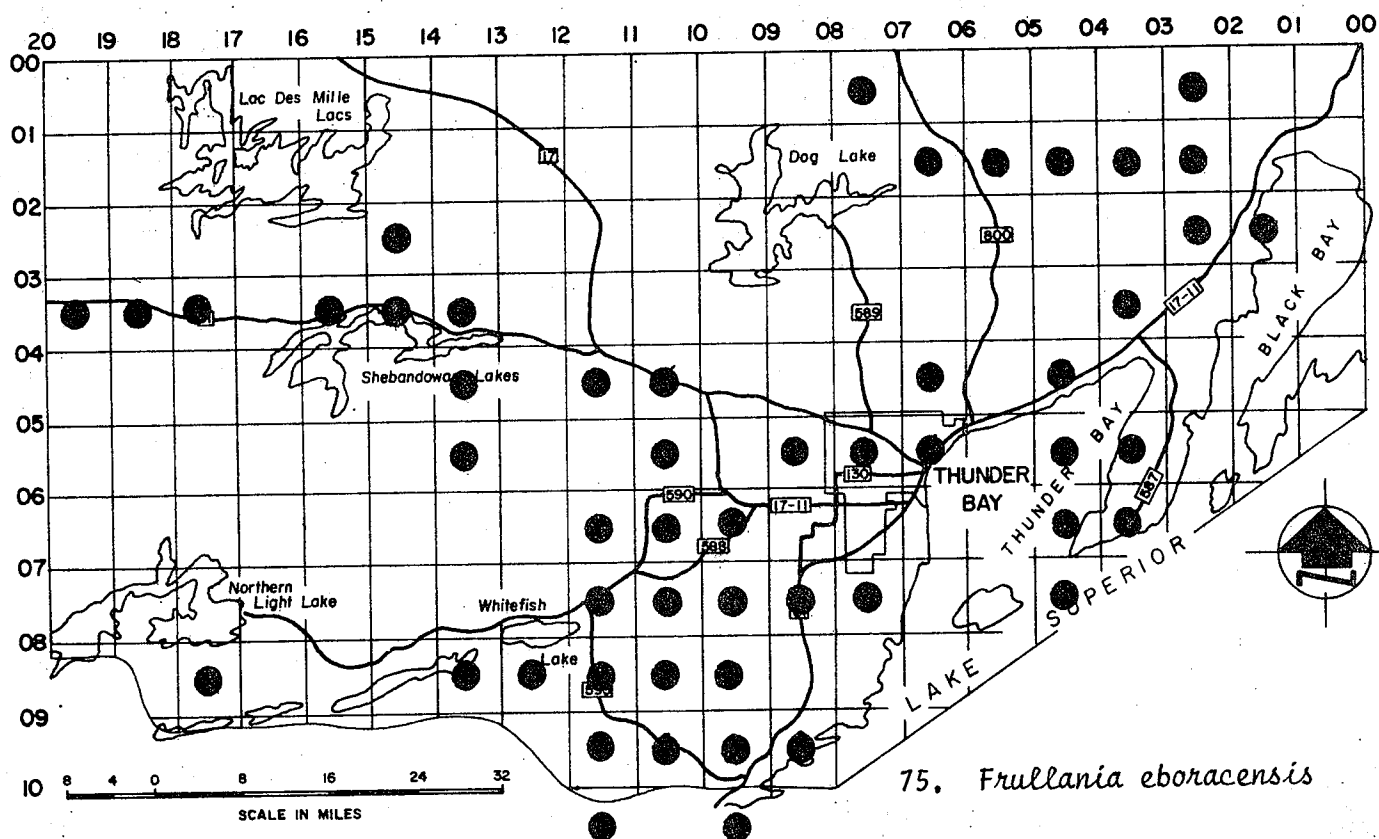 20 19 18 17 16 15 14 13 12 11 10 09 08 07 06 05 04 03 02 01 00
00
01
02
03
04
05
06
07
08
09
10
Lac Des Mille
Lacs
17
Dog Lake
800
589
17-11
BLACK BAY
Lakes
THUNDER
BAY
130
590
17-11
588
587
THUNDER BAY
Northern
Light Lake
Whitefish
Lake
LAKE SUPERIOR
N
8 4 0 8 16 24 32
SCALE IN MILES
75. Frullania eboracensis